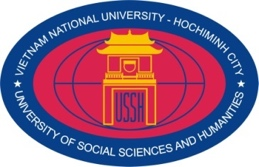 VIETNAM NATIONAL UNIVERSITY - HOCHIMINH CITY
USSH
UNIVERSITY OF SOCIAL SCIENCES AND HUMANITIES